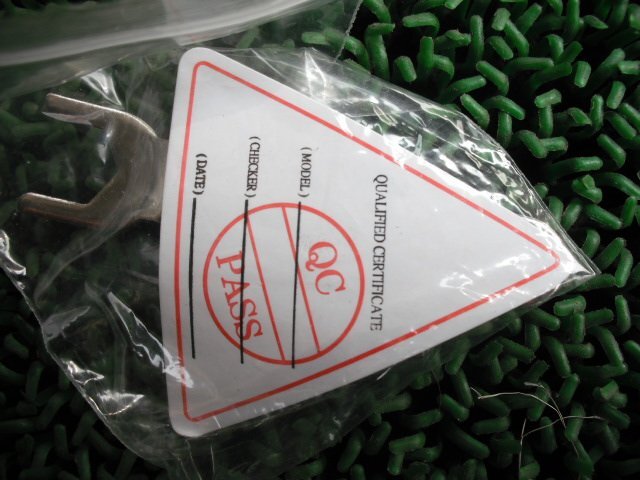 QUALIFIED CERTIFICATE
(MODEL)
(CHECKER)
(DATE)
QC
PASS